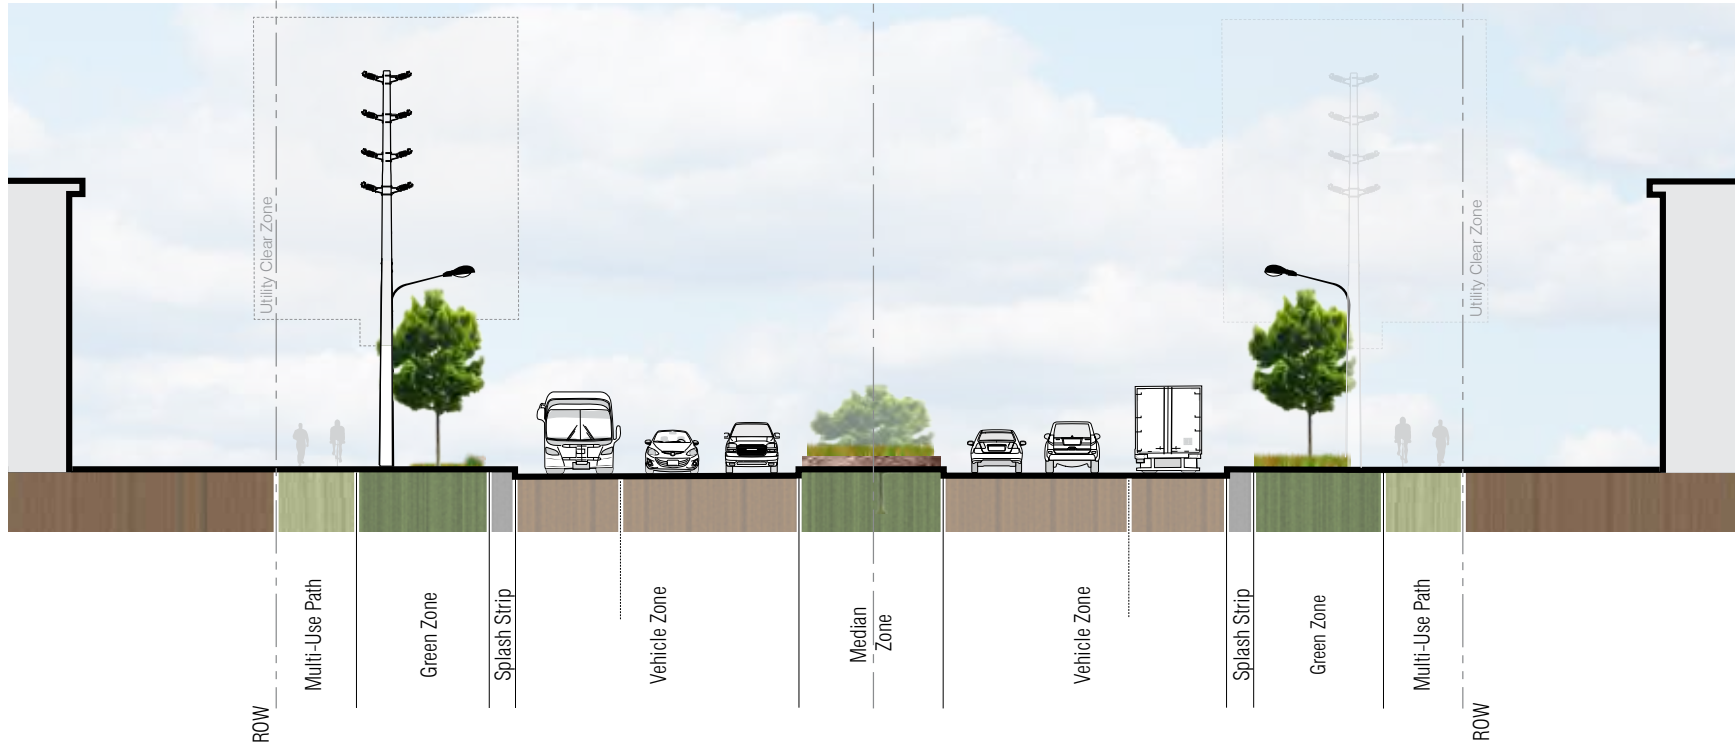 Utility Clear Zone
Utility Clear Zone
Multi-Use Path
Green Zone
Splash Strip
Vehicle Zone
Median
Zone
Vehicle Zone
Splash Strip
Green Zone
Multi-Use Path
ROW
ROW